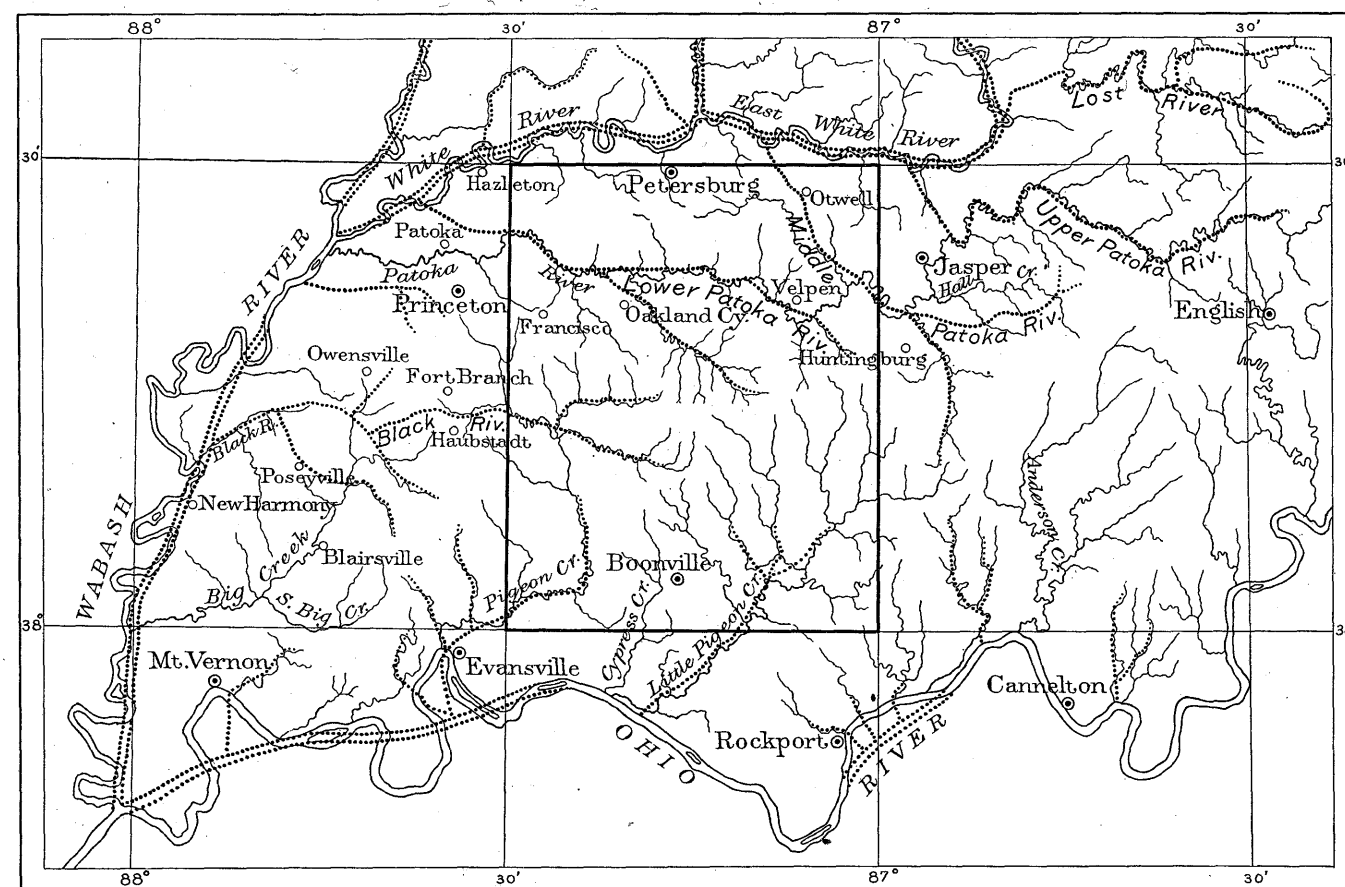 88°
30'
87°
30'
Lost River
East White River
River
White
30'
30
Hazleton
Petersburg
Otwell
Patoka
Middle
Upper Patoka Riv.
RIVER
Patoka
River
Jasper
Hall Cr.
Princeton
Lower Patoka Riv.
Velpen
Oakland Cy.
English
Francisco
Patoka Riv.
Huntingburg
Owensville
Fort Branch
Black Riv.
Black R.
Haubstadt
Poseyville
New Harmony
WABASH
Anderson Cr.
Blairsville
Boonville
Big Creek
Pigeon Cr.
S. Big Cr.
Cypress Cr.
Little Pigeon Cr.
38
Mt. Vernon
Evansville
Cannelton
OHIO
Rockport
RIVER
88°
30'
87°
30'